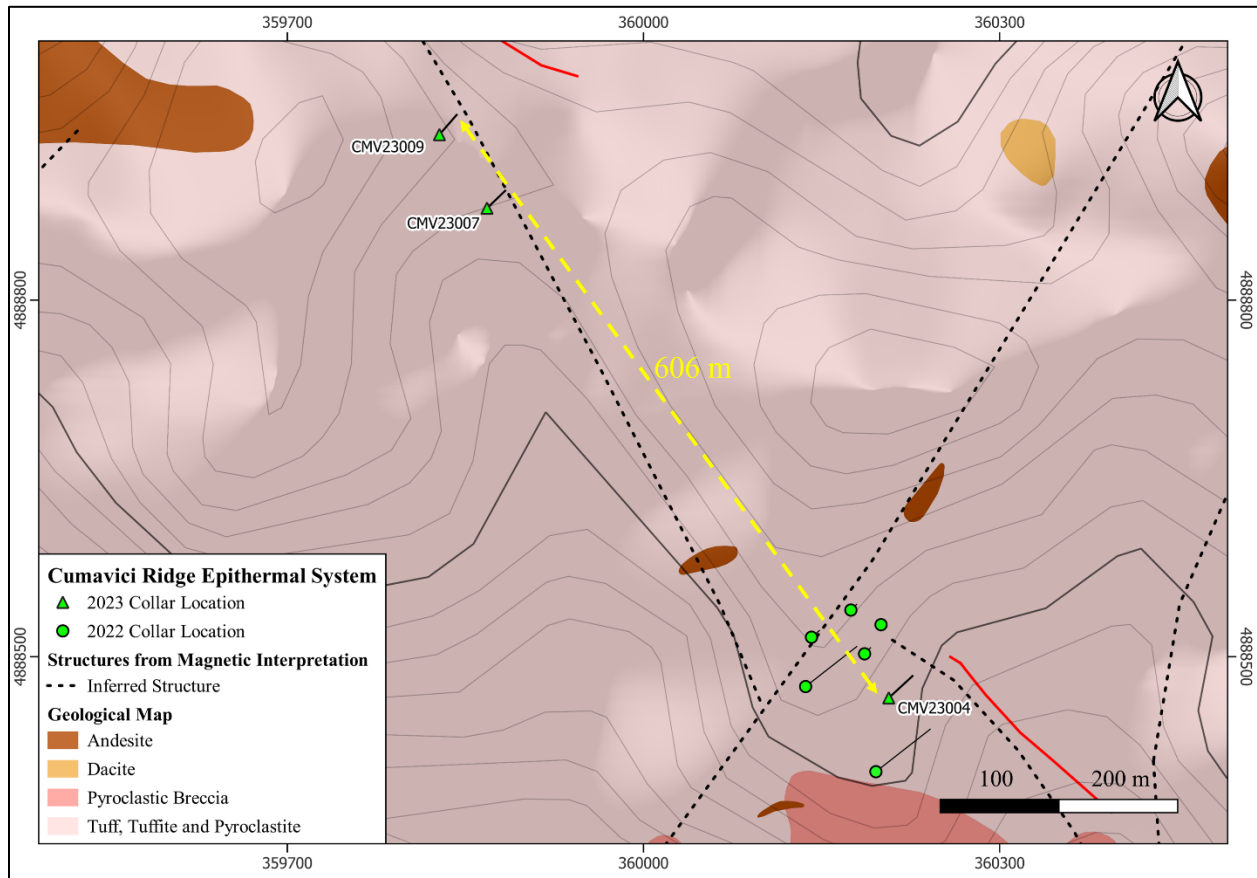 359700 360000 360300
CMV23009
CMV23007
4888800 4888800
606 m
Cumavici Ridge Epithermal System
2023 Collar Location
2022 Collar Location
Structures from Magnetic Interpretation
Inferred Structure
Geological Map
Andesite
Dacite
Pyroclastic Breccia
Tuff, Tuffite and Pyroclastite
4888500 4888500
CMV23004
100 200 m
359700 360000 360300